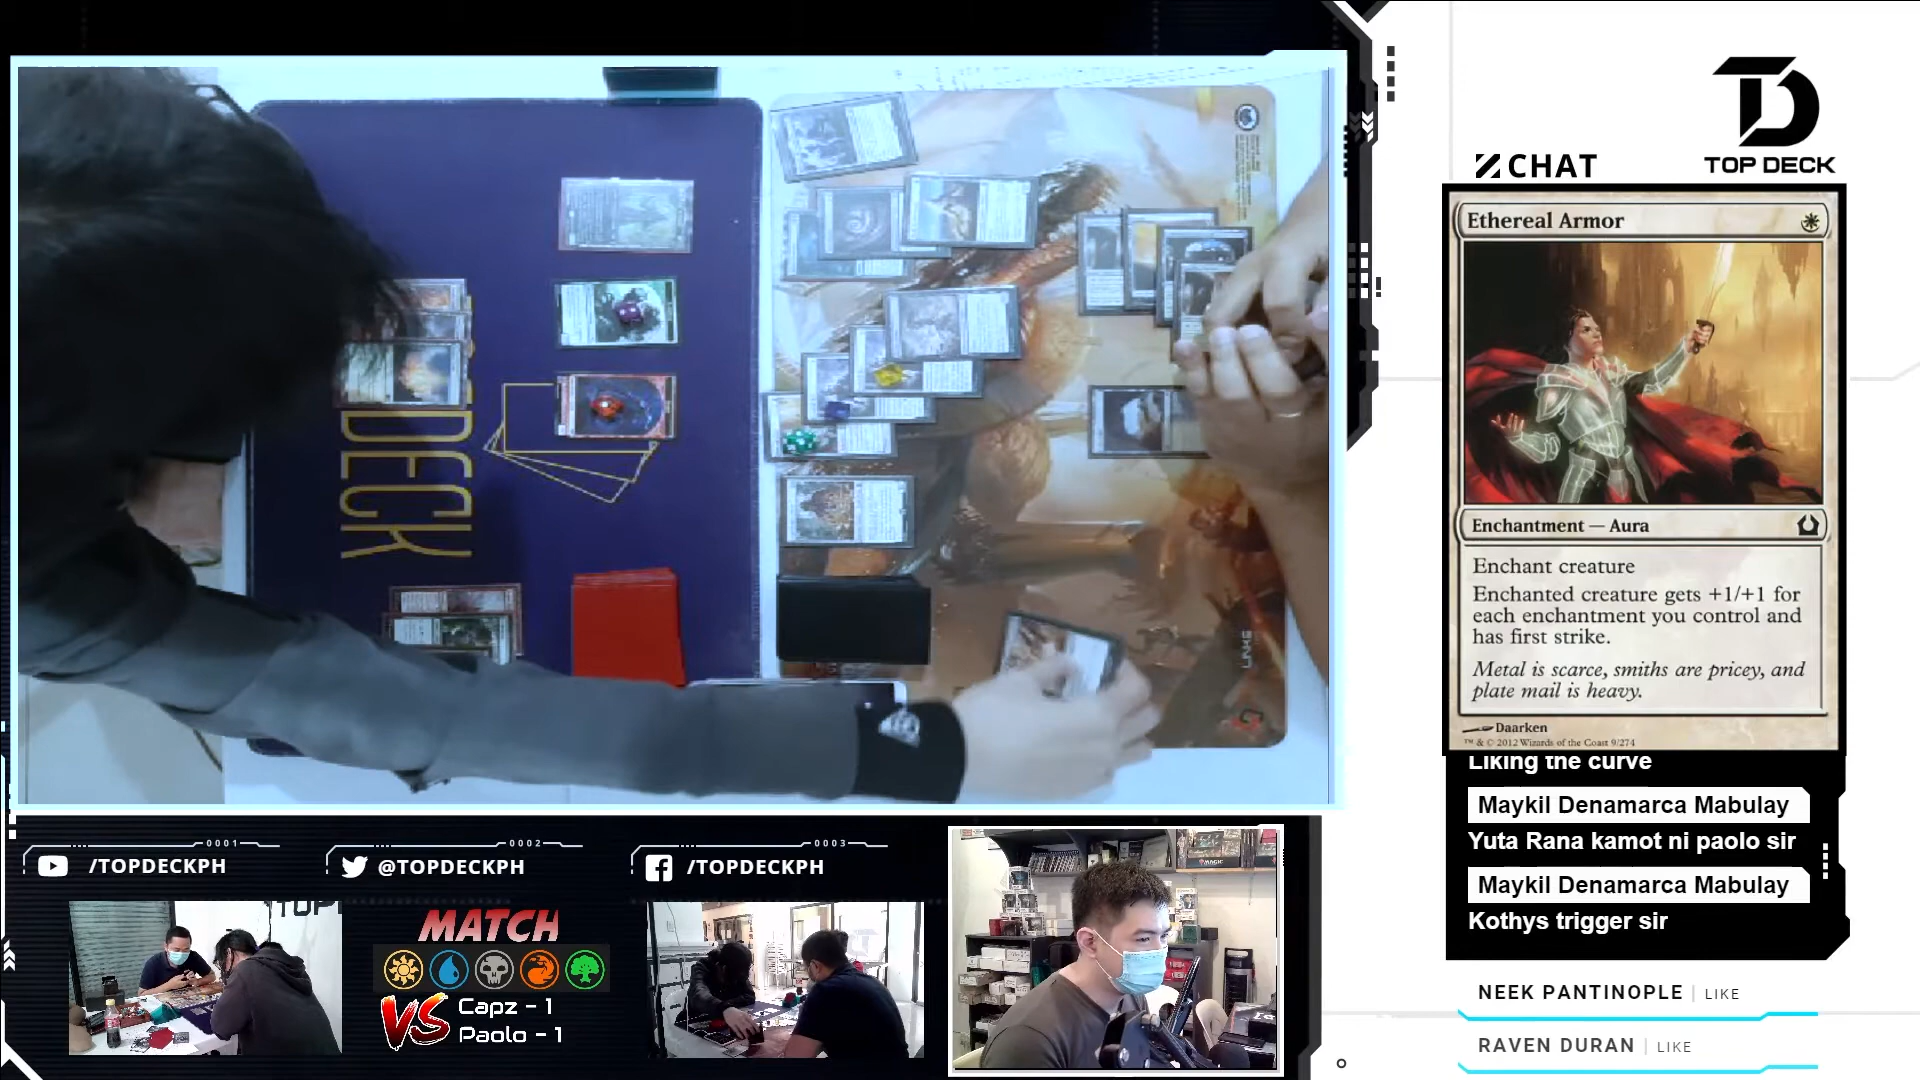 TOP DECK
CHAT
Ethereal Armor
Enchantment — Aura
Enchant creature
Enchanted creature gets +1/+1 for
each enchantment you control and
has first strike.
Metal is scarce, smiths are pricey, and
plate mail is heavy.
Daarken
™ & © 2012 Wizards of the Coast 9/274
Liking the curve
Maykil Denamarca Mabulay
Yuta Rana kamot ni paolo sir
Maykil Denamarca Mabulay
Kothys trigger sir
NEEK PANTINOPLE | LIKE
RAVEN DURAN | LIKE
DECK
0001
/TOPDECKPH
0002
@TOPDECKPH
0003
/TOPDECKPH
MATCH
VS
Capz - 1
Paolo - 1